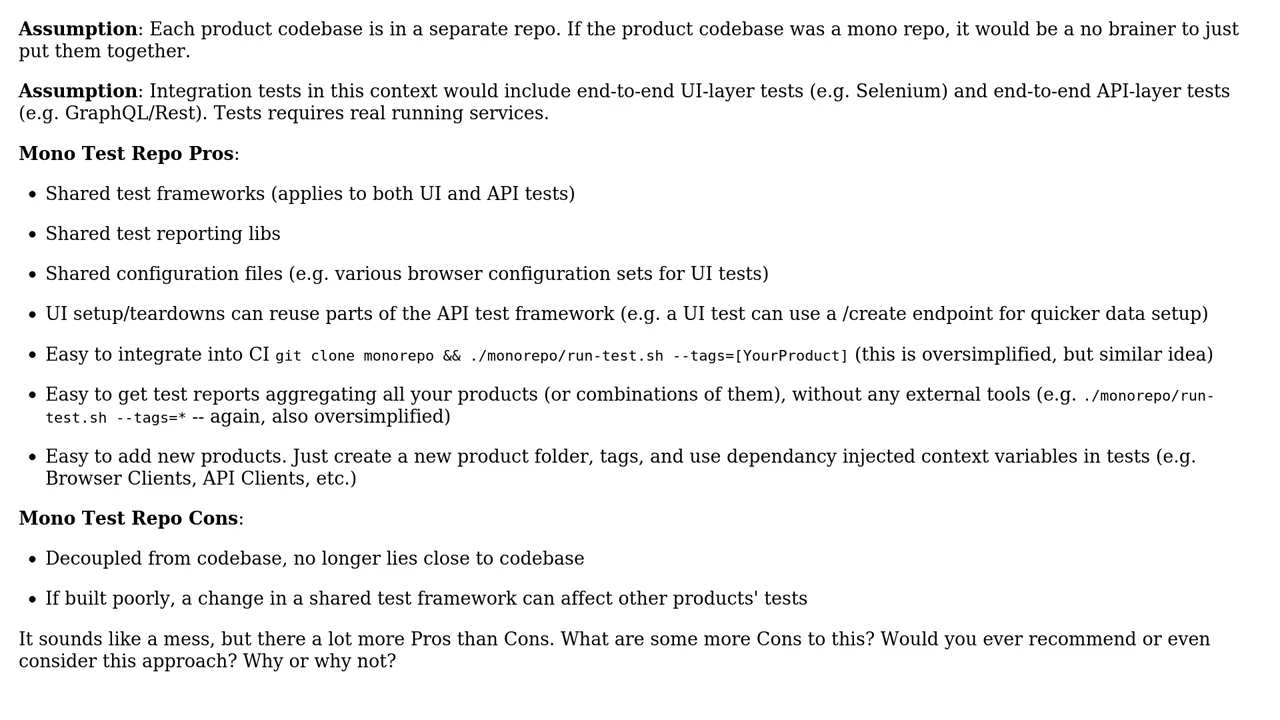 Assumption: Each product codebase is in a separate repo. If the product codebase was a mono repo, it would be a no brainer to just
put them together.
Assumption: Integration tests in this context would include end-to-end UI-layer tests (e.g. Selenium) and end-to-end API-layer tests
(e.g. GraphQL/Rest). Tests requires real running services.
Mono Test Repo Pros:
• Shared test frameworks (applies to both UI and API tests)
• Shared test reporting libs
• Shared configuration files (e.g. various browser configuration sets for UI tests)
• UI setup/teardowns can reuse parts of the API test framework (e.g. a UI test can use a /create endpoint for quicker data setup)
• Easy to integrate into CI git clone monorepo && ./monorepo/run-test.sh --tags=[YourProduct] (this is oversimplified, but similar idea)
• Easy to get test reports aggregating all your products (or combinations of them), without any external tools (e.g. ./monorepo/run-
test.sh --tags=* -- again, also oversimplified)
• Easy to add new products. Just create a new product folder, tags, and use dependancy injected context variables in tests (e.g.
Browser Clients, API Clients, etc.)
Mono Test Repo Cons:
• Decoupled from codebase, no longer lies close to codebase
• If built poorly, a change in a shared test framework can affect other products' tests
It sounds like a mess, but there a lot more Pros than Cons. What are some more Cons to this? Would you ever recommend or even
consider this approach? Why or why not?